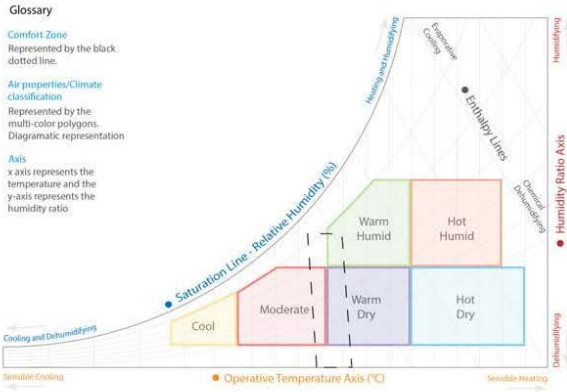 Glossary
Comfort Zone
Represented by the black
dotted line.
Air properties/Climate
classification
Represented by the
multi-color polygons.
Diagramatic representation
Axis
x axis represents the
temperature and the
y-axis represents the
humidity ratio
Heating and Humidifying
Evaporative
Cooling
Humidifying
Enthalpy Lines
Chemical
Dehumidifying
Humidity Ratio Axis
Saturation Line - Relative Humidity (%)
Warm
Humid
Hot
Humid
Cool
Moderate
Warm
Dry
Hot
Dry
Dehumidifying
Cooling and Dehumidifying
Sensible Cooling
Operative Temperature Axis (°C)
Sensible Heating